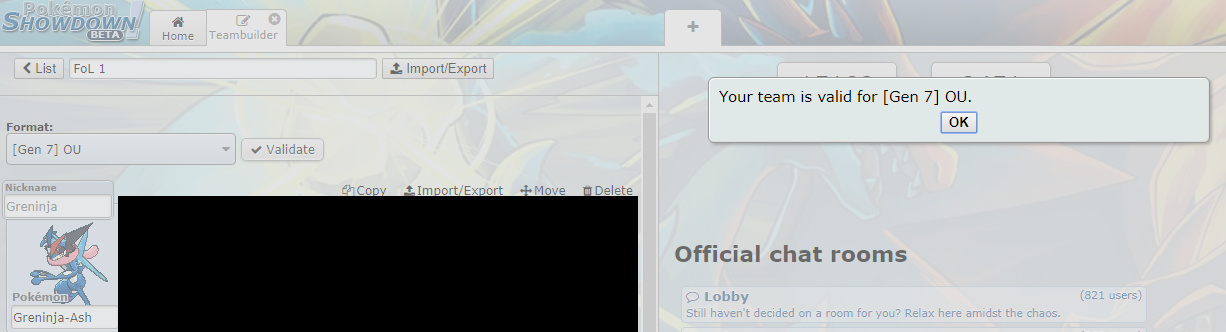 Pokémon
SHOWDOWN!
BETA
Home
Teambuilder
+
List
FoL 1
Import/Export
Your team is valid for [Gen 7] OU.
OK
Format:
[Gen 7] OU
Validate
Copy
Import/Export
Move
Delete
Nickname
Greninja
Pokémon
Greninja-Ash
Official chat rooms
Lobby
(821 users)
Still haven't decided on a room for you? Relax here amidst the chaos.